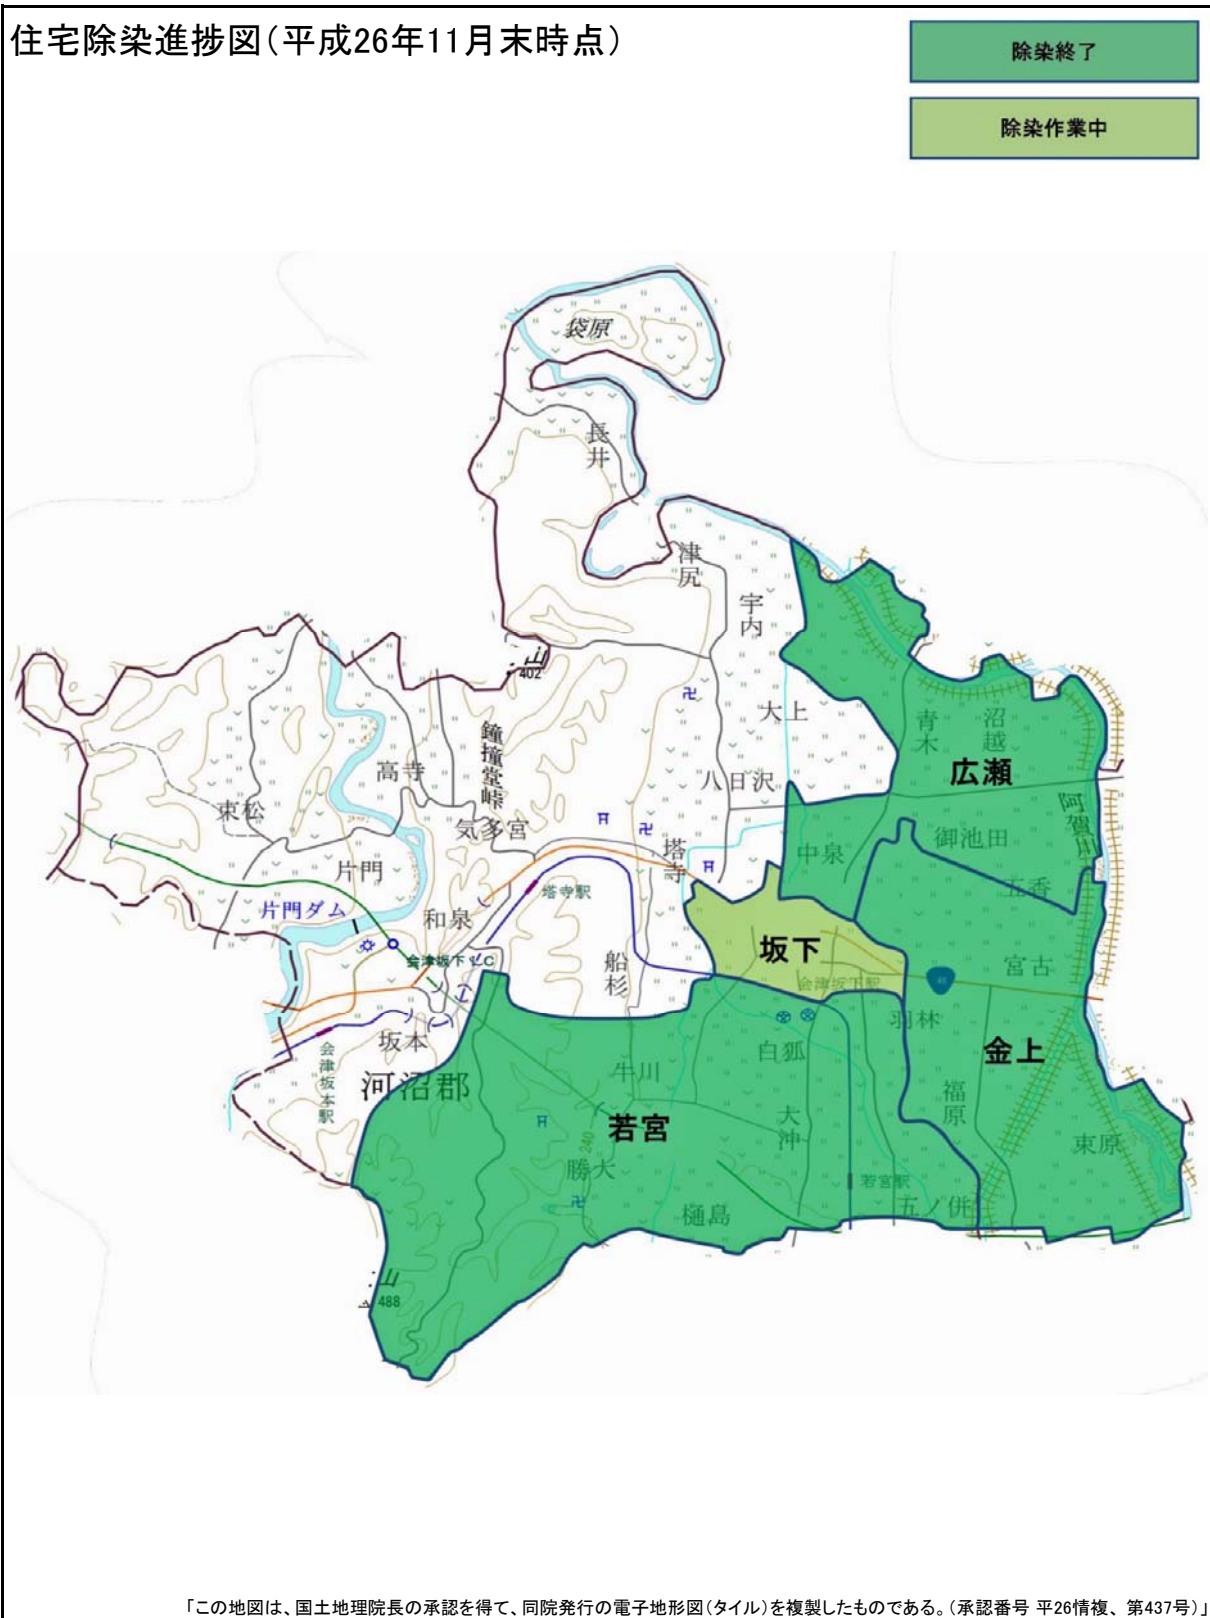 住宅除染進捗図（平成26年11月末時点）
除染終了
除染作業中
袋原
長井
津尻
宇内
山
402
大上
青木
沼越
広瀬
鐘撞堂峠
高寺
八日沢
束松
気多宮
阿賀川
御池田
中泉
塔寺
片門
五香
塔寺駅
片門ダム
和泉
坂下
会津坂下IC
船杉
宮古
会津坂下駅
羽林
坂本
白狐
金上
会津坂本駅
河沼郡
牛川
福原
大沖
若宮
240
束原
勝大
若宮駅
樋島
五ノ併
山
488
「この地図は、国土地理院長の承認を得て、同院発行の電子地形図（タイル）を複製したものである。（承認番号 平26情複、 第437号）」